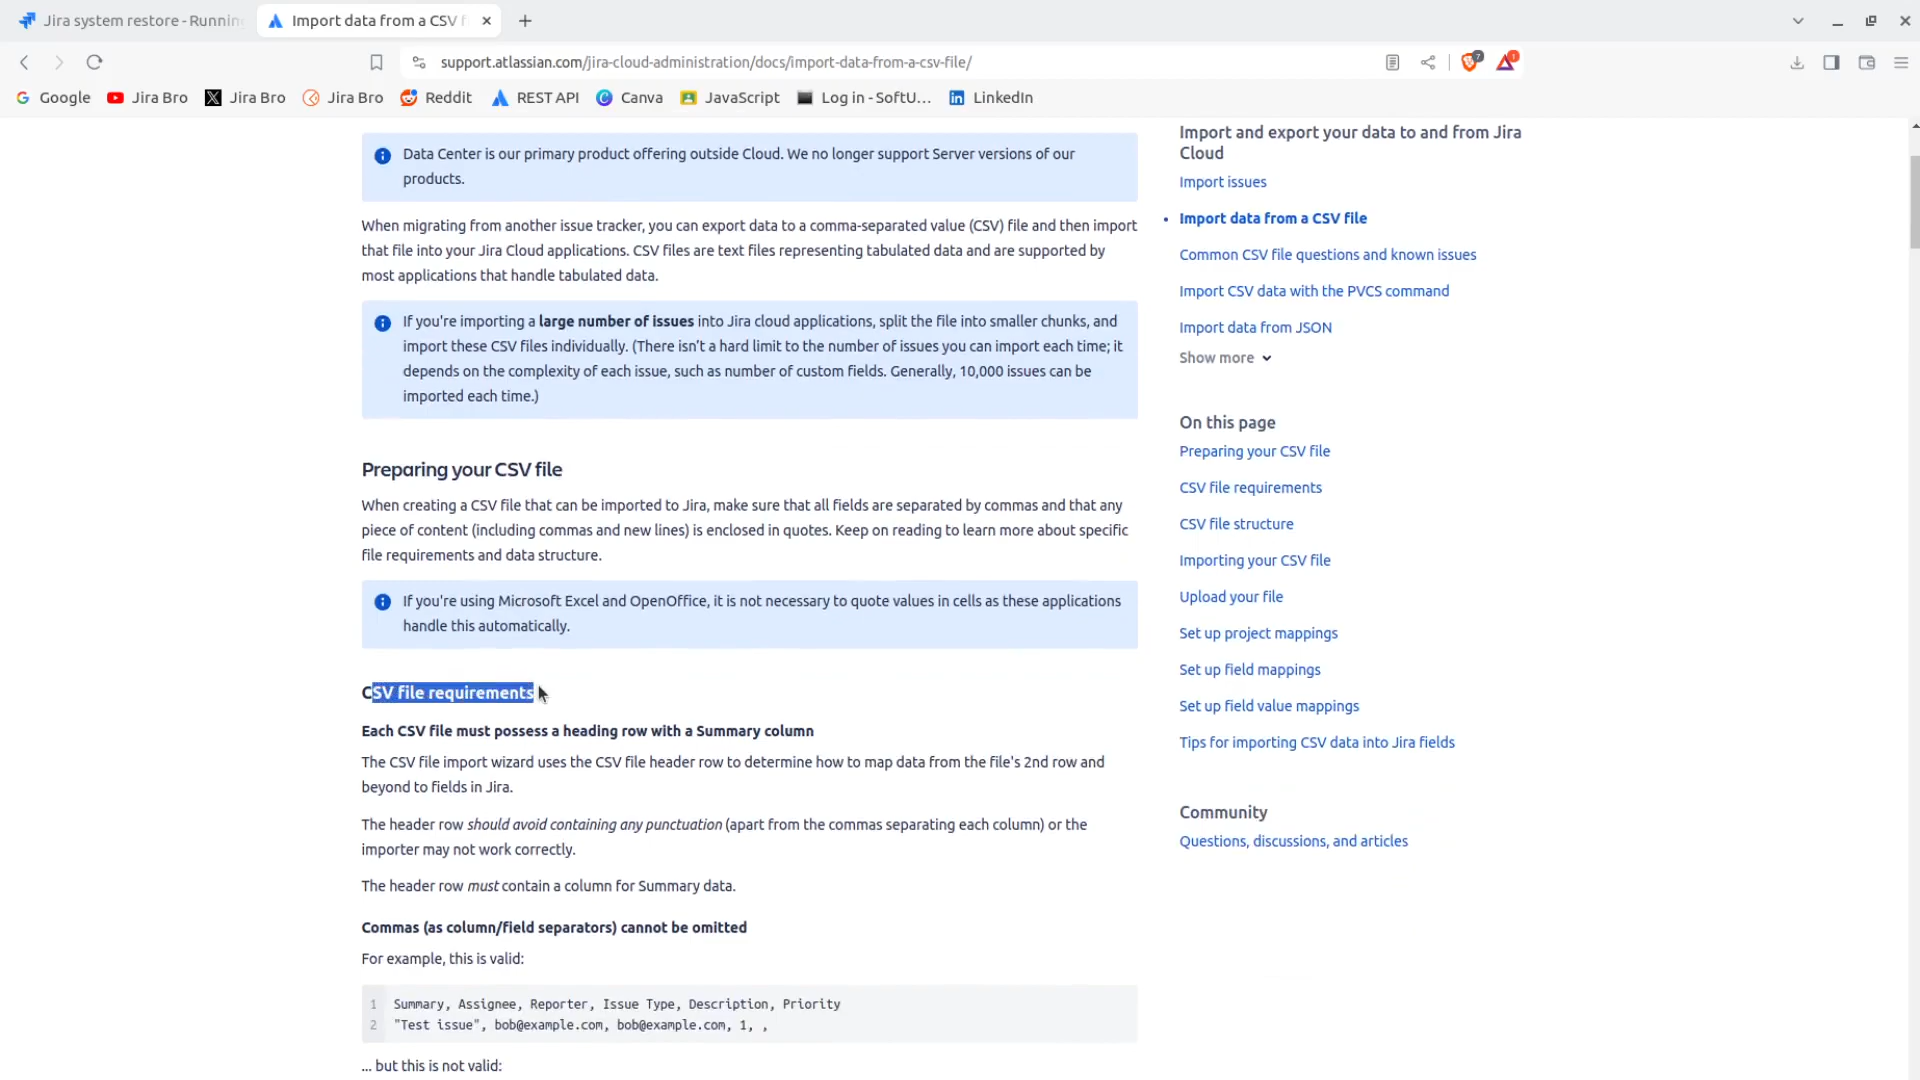 Jira system restore - Runnin
Import data from a CSV f
support.atlassian.com/jira-cloud-administration/docs/import-data-from-a-csv-file/
7
1
Google
Jira Bro
Jira Bro
Jira Bro
Reddit
REST API
Canva
JavaScript
Log in - SoftU...
LinkedIn
Data Center is our primary product offering outside Cloud. We no longer support Server versions of our
products.
When migrating from another issue tracker, you can export data to a comma-separated value (CSV) file and then import
that file into your Jira Cloud applications. CSV files are text files representing tabulated data and are supported by
most applications that handle tabulated data.
If you're importing a large number of issues into Jira cloud applications, split the file into smaller chunks, and
import these CSV files individually. (There isn't a hard limit to the number of issues you can import each time; it
depends on the complexity of each issue, such as number of custom fields. Generally, 10,000 issues can be
imported each time.)
Preparing your CSV file
When creating a CSV file that can be imported to Jira, make sure that all fields are separated by commas and that any
piece of content (including commas and new lines) is enclosed in quotes. Keep on reading to learn more about specific
file requirements and data structure.
If you're using Microsoft Excel and OpenOffice, it is not necessary to quote values in cells as these applications
handle this automatically.
CSV file requirements
Each CSV file must possess a heading row with a Summary column
The CSV file import wizard uses the CSV file header row to determine how to map data from the file's 2nd row and
beyond to fields in Jira.
The header row should avoid containing any punctuation (apart from the commas separating each column) or the
importer may not work correctly.
The header row must contain a column for Summary data.
Commas (as column/field separators) cannot be omitted
For example, this is valid:
1 Summary, Assignee, Reporter, Issue Type, Description, Priority
2 "Test issue", bob@example.com, bob@example.com, 1, ,
... but this is not valid:
Import and export your data to and from Jira
Cloud
Import issues
Import data from a CSV file
Common CSV file questions and known issues
Import CSV data with the PVCS command
Import data from JSON
Show more
On this page
Preparing your CSV file
CSV file requirements
CSV file structure
Importing your CSV file
Upload your file
Set up project mappings
Set up field mappings
Set up field value mappings
Tips for importing CSV data into Jira fields
Community
Questions, discussions, and articles